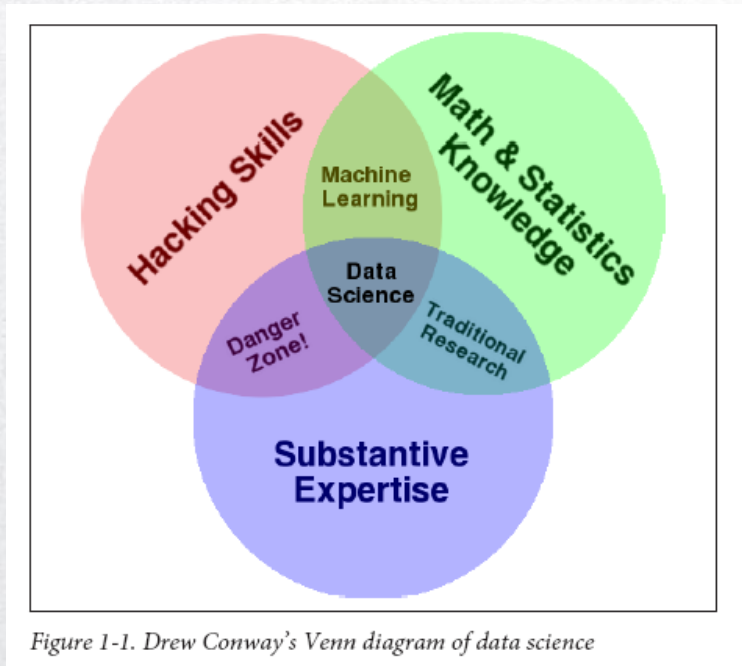 Hacking Skills
Math & Statistics
Knowledge
Machine
Learning
Data
Science
Danger
Zone!
Traditional
Research
Substantive
Expertise
Figure 1-1. Drew Conway's Venn diagram of data science